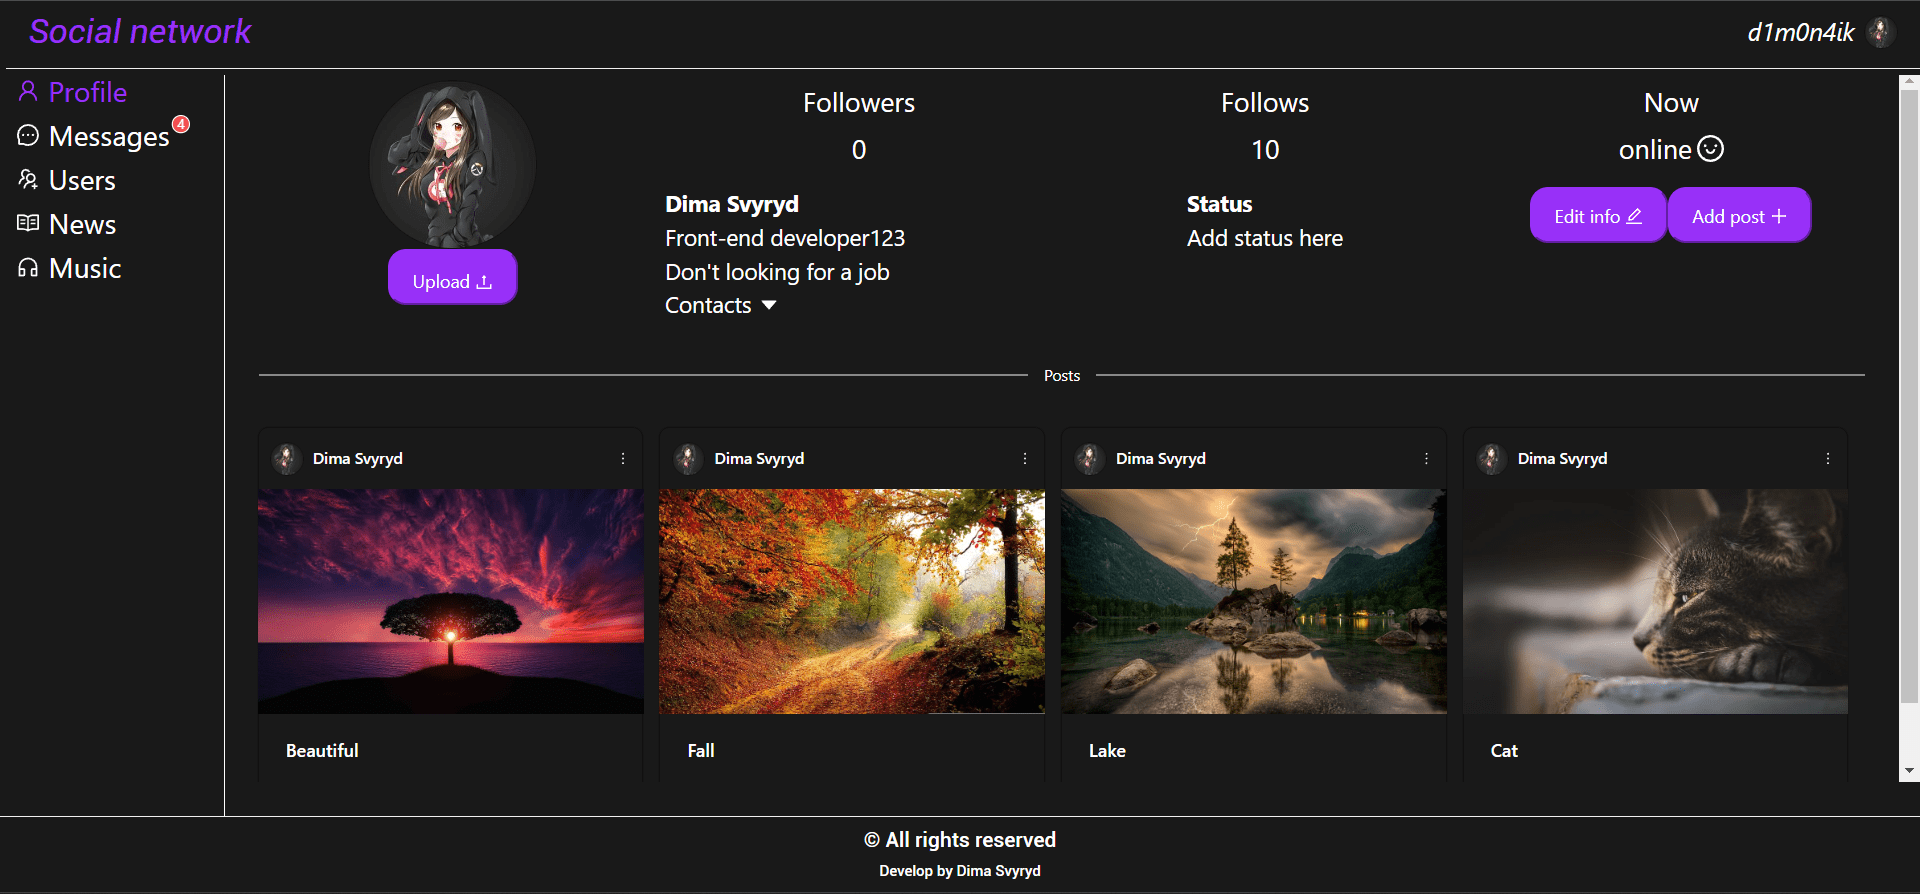 Social network
d1m0n4ik
Profile
Messages 4
Users
News
Music
Upload
Followers
0
Follows
10
Now
online
Dima Svyryd
Front-end developer123
Don't looking for a job
Contacts
Status
Add status here
Edit info
Add post
Posts
Dima Svyryd
Dima Svyryd
Dima Svyryd
Dima Svyryd
Beautiful
Fall
Lake
Cat
© All rights reserved
Develop by Dima Svyryd